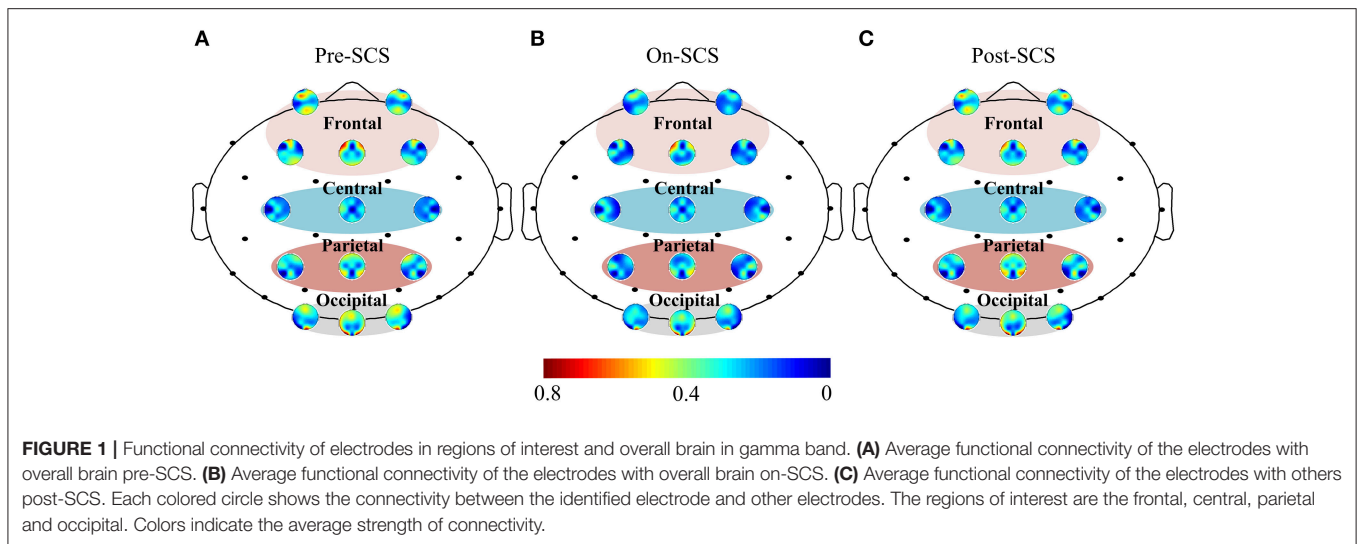 A
Pre-SCS
Frontal
Central
Parietal
Occipital
B
On-SCS
Frontal
Central
Parietal
Occipital
C
Post-SCS
Frontal
Central
Parietal
Occipital
0.8 0.4 0
FIGURE 1 | Functional connectivity of electrodes in regions of interest and overall brain in gamma band. (A) Average functional connectivity of the electrodes with
overall brain pre-SCS. (B) Average functional connectivity of the electrodes with overall brain on-SCS. (C) Average functional connectivity of the electrodes with others
post-SCS. Each colored circle shows the connectivity between the identified electrode and other electrodes. The regions of interest are the frontal, central, parietal
and occipital. Colors indicate the average strength of connectivity.